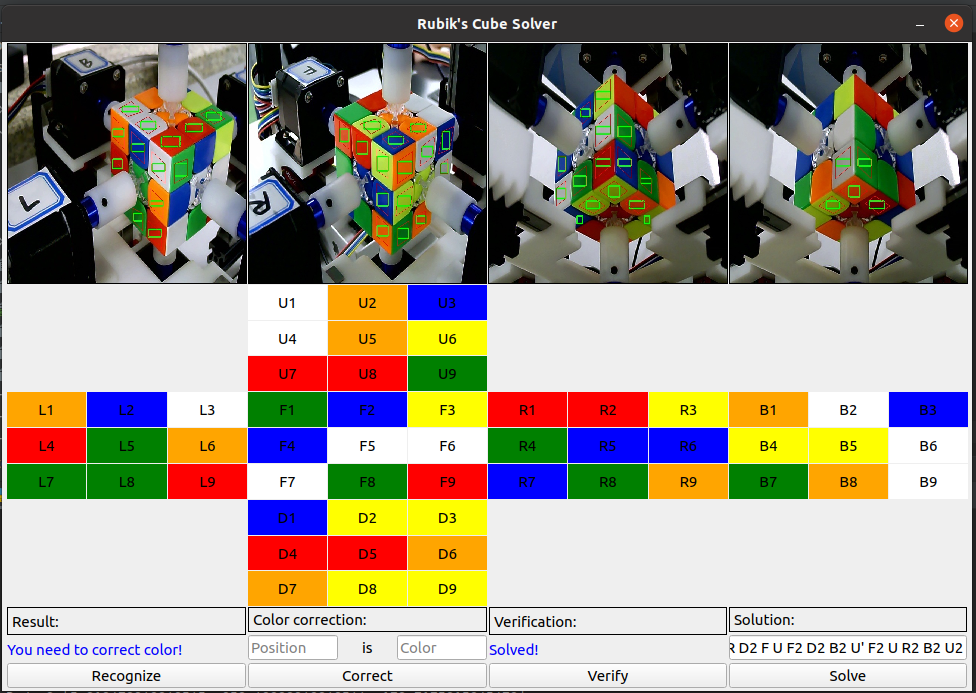 Rubik's Cube Solver
B
L
R
U1 U2 U3
U4 U5 U6
U7 U8 U9
L1 L2 L3 F1 F2 F3 R1 R2 R3 B1 B2 B3
L4 L5 L6 F4 F5 F6 R4 R5 R6 B4 B5 B6
L7 L8 L9 F7 F8 F9 R7 R8 R9 B7 B8 B9
D1 D2 D3
D4 D5 D6
D7 D8 D9
Result: Color correction: Verification: Solution:
You need to correct color! Position is Color Solved! R D2 F U F2 D2 B2 U' F2 U R2 B2 U2
Recognize Correct Verify Solve